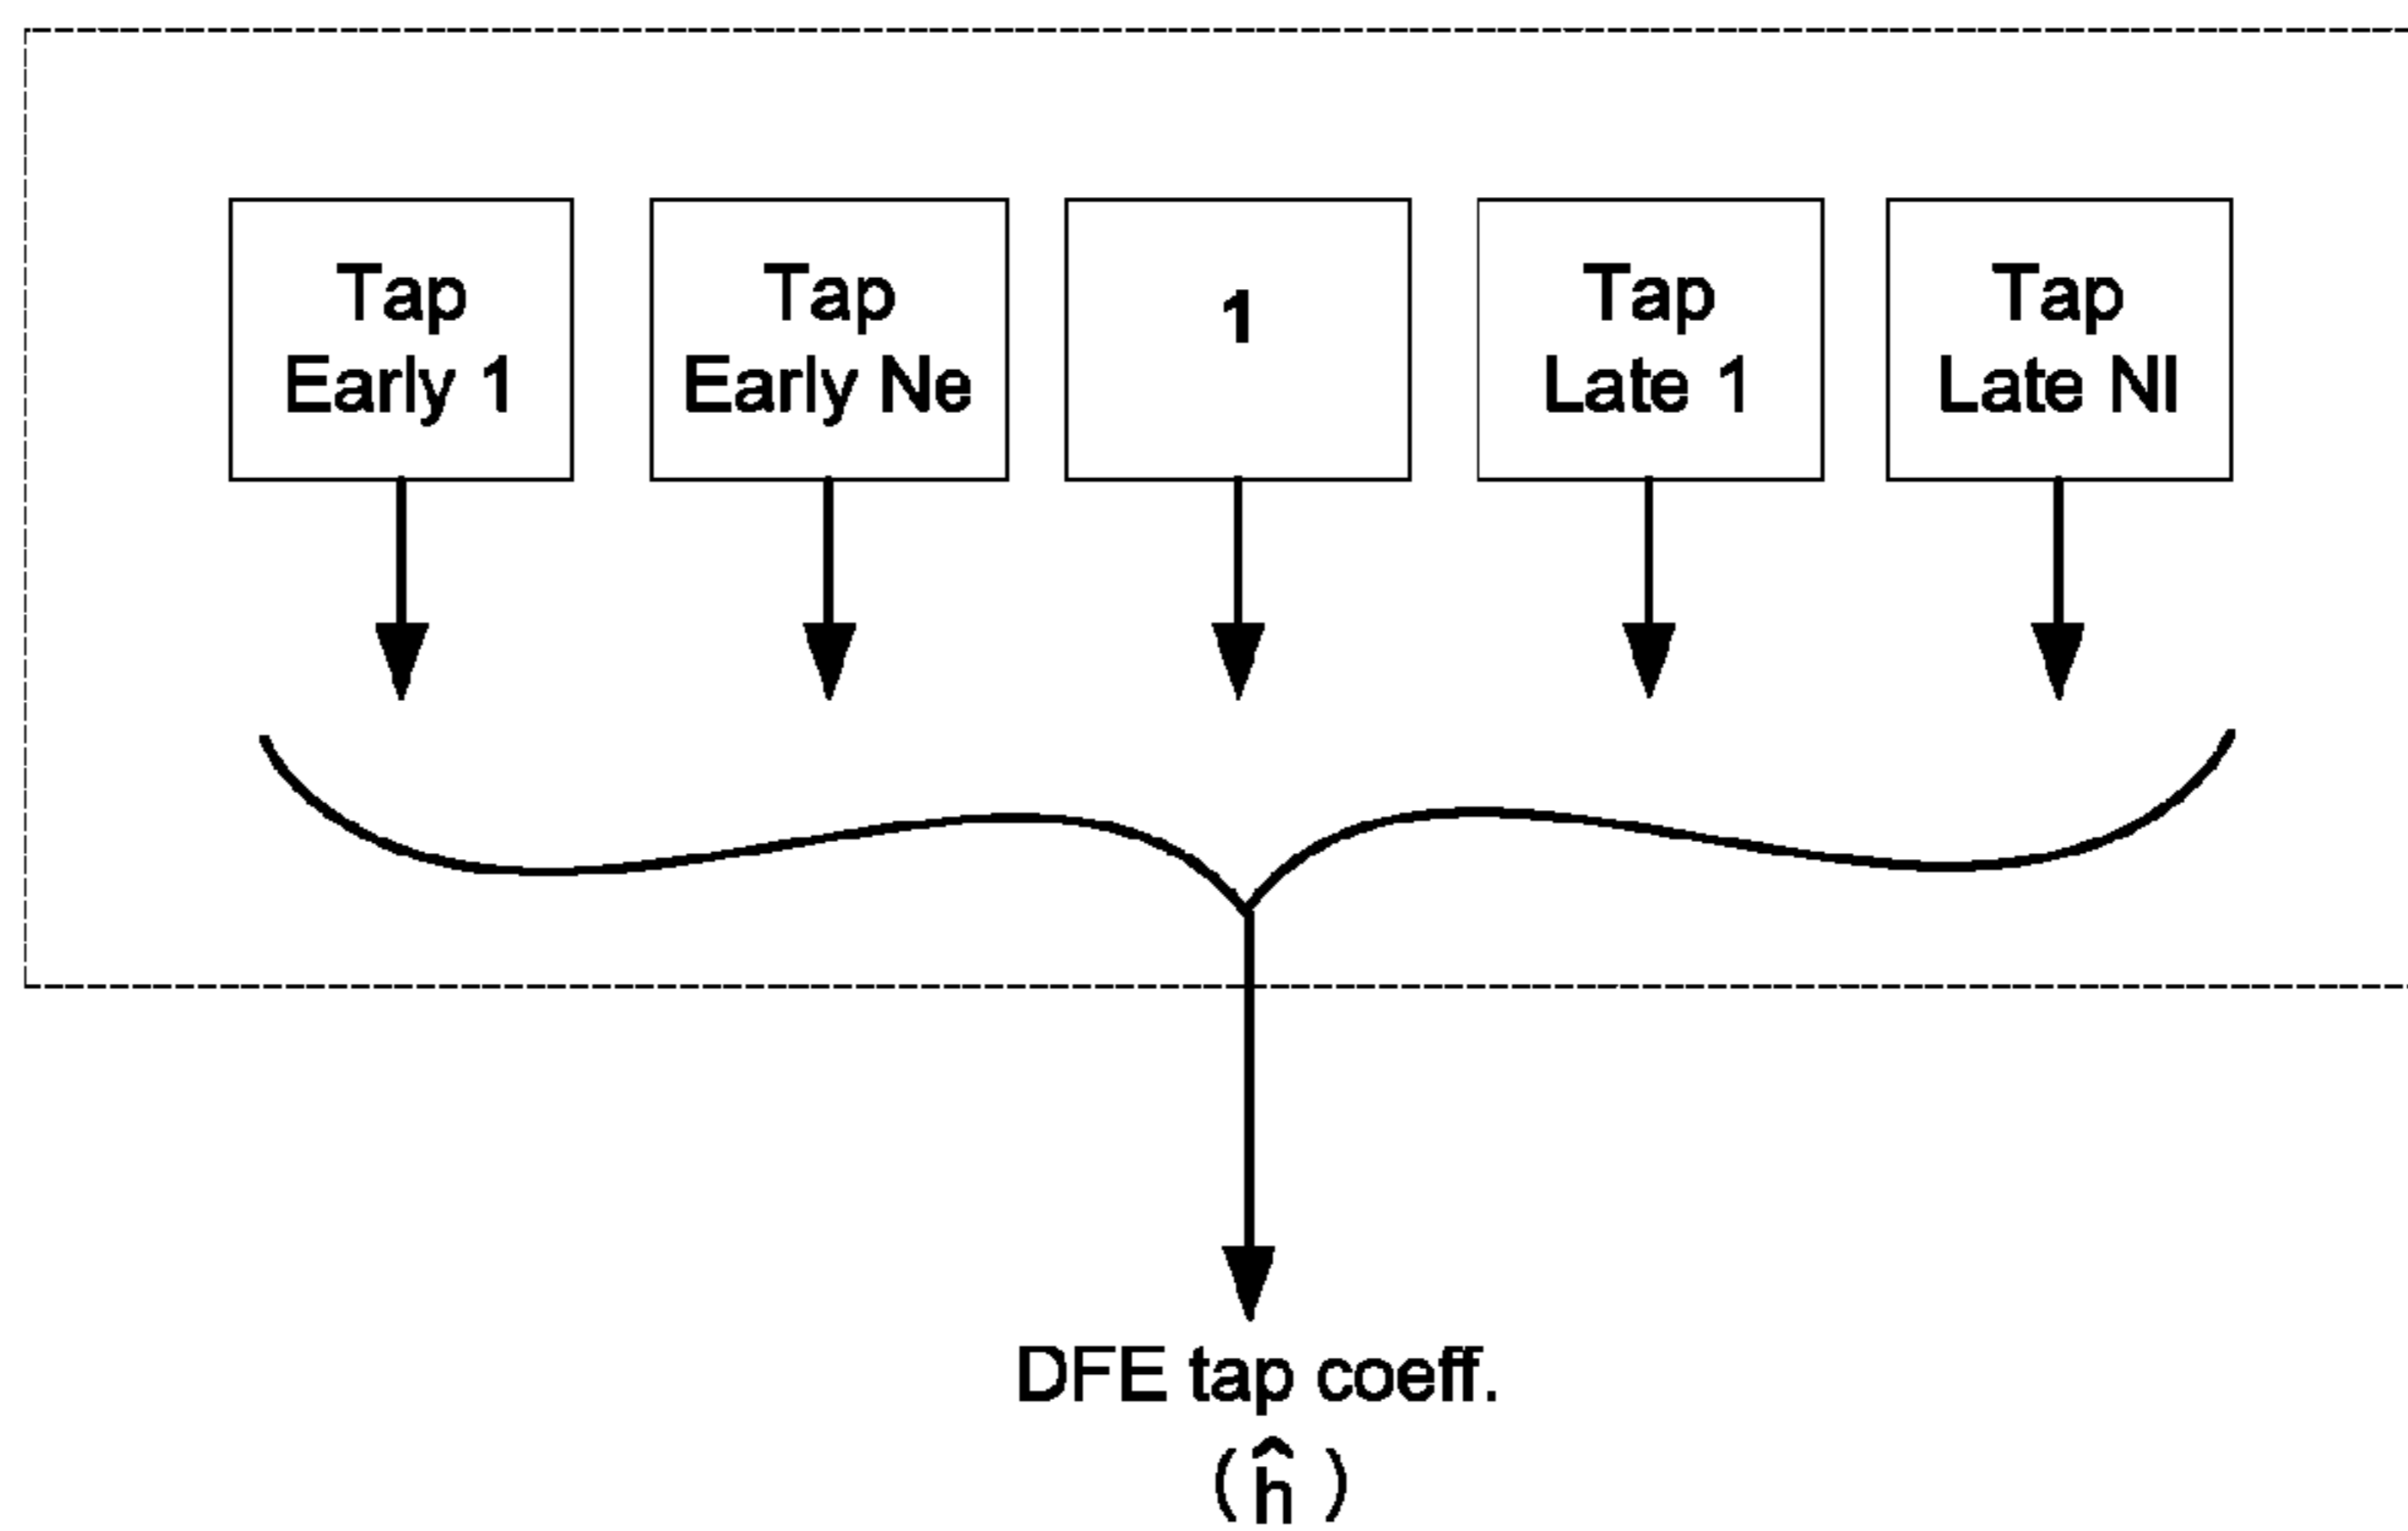 Tap
Early 1
Tap
Early Ne
1
Tap
Late 1
Tap
Late Nl
DFE tap coeff.
(ĥ)